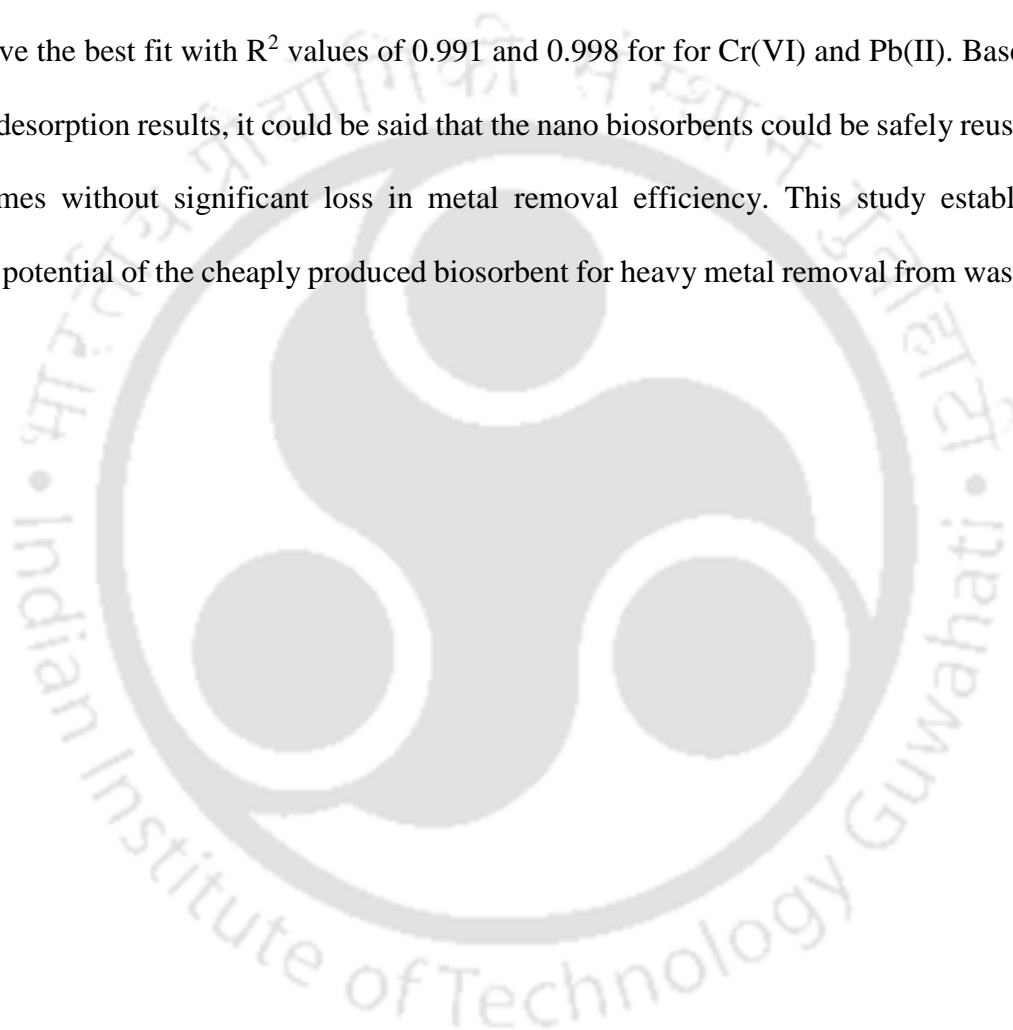 ve the best fit with R² values of 0.991 and 0.998 for for Cr(VI) and Pb(II). Bas
desorption results, it could be said that the nano biosorbents could be safely reus
mes without significant loss in metal removal efficiency. This study establ
potential of the cheaply produced biosorbent for heavy metal removal from was
Indian Institute of Technology Guwahati